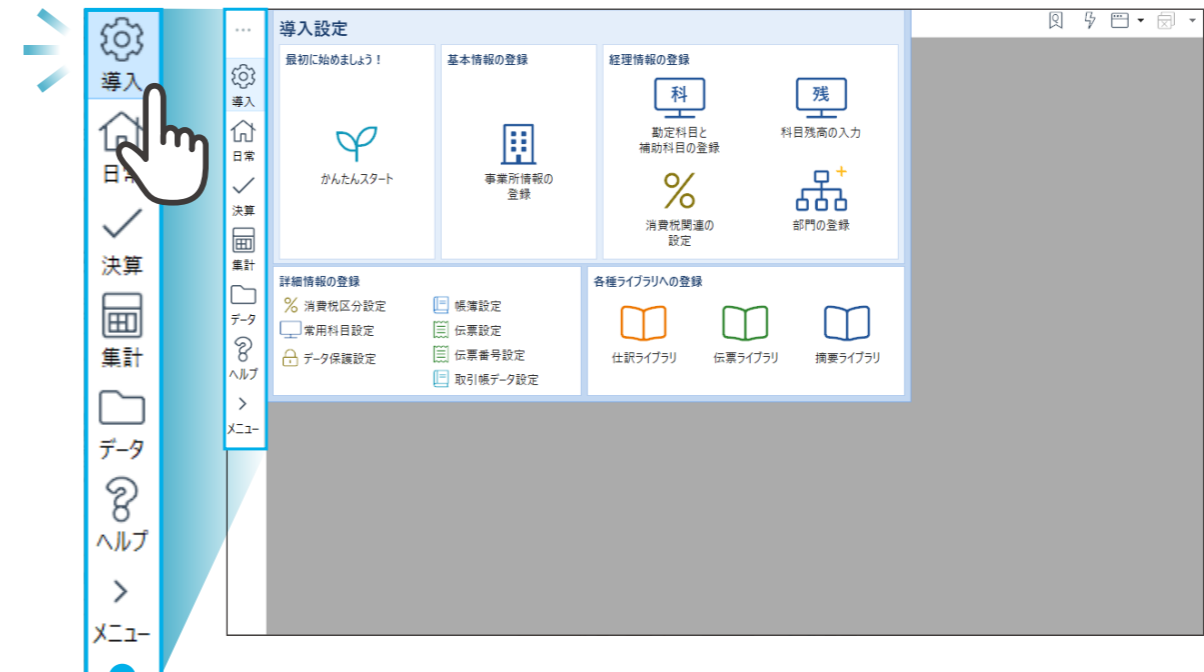 導入
日常
決算
集計
データ
ヘルプ
メニュー
導入
日常
決算
集計
データ
ヘルプ
メニュー
導入設定
最初に始めましょう！
かんたんスタート
基本情報の登録
事業所情報の
登録
経理情報の登録
科
勘定科目と
補助科目の登録
残
科目残高の入力
消費税関連の
設定
部門の登録
詳細情報の登録
消費税区分設定
常用科目設定
データ保護設定
帳簿設定
伝票設定
伝票番号設定
取引帳データ設定
各種ライブラリへの登録
仕訳ライブラリ
伝票ライブラリ
摘要ライブラリ